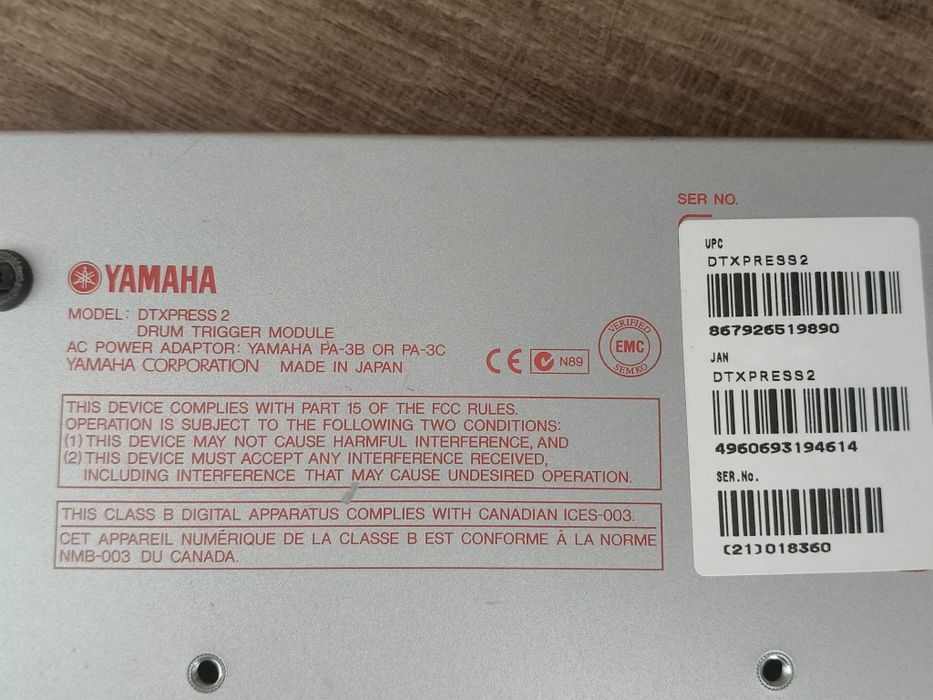 YAMAHA
MODEL: DTXPRESS 2
DRUM TRIGGER MODULE
AC POWER ADAPTOR: YAMAHA PA-3B OR PA-3C
YAMAHA CORPORATION MADE IN JAPAN
CE N89
VERIFIED
EMC
SEMKO
THIS DEVICE COMPLIES WITH PART 15 OF THE FCC RULES.
OPERATION IS SUBJECT TO THE FOLLOWING TWO CONDITIONS:
(1) THIS DEVICE MAY NOT CAUSE HARMFUL INTERFERENCE, AND
(2) THIS DEVICE MUST ACCEPT ANY INTERFERENCE RECEIVED,
INCLUDING INTERFERENCE THAT MAY CAUSE UNDESIRED OPERATION.
THIS CLASS B DIGITAL APPARATUS COMPLIES WITH CANADIAN ICES-003.
CET APPAREIL NUMÉRIQUE DE LA CLASSE B EST CONFORME À LA NORME
NMB-003 DU CANADA.
SER NO.
UPC
DTXPRESS2
867926519890
JAN
DTXPRESS2
4960693194614
SER.No.
(21)018360